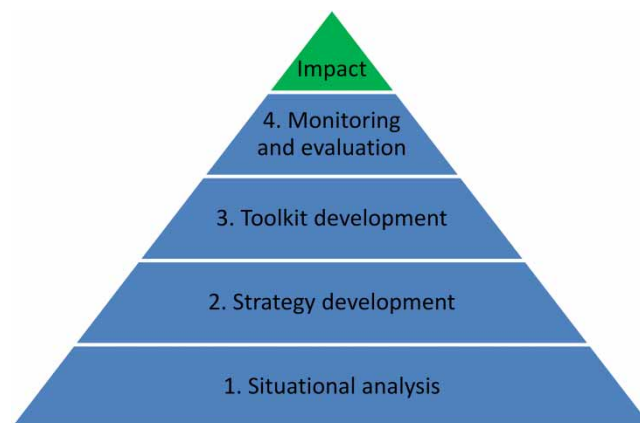 Impact
4. Monitoring
and evaluation
3. Toolkit development
2. Strategy development
1. Situational analysis